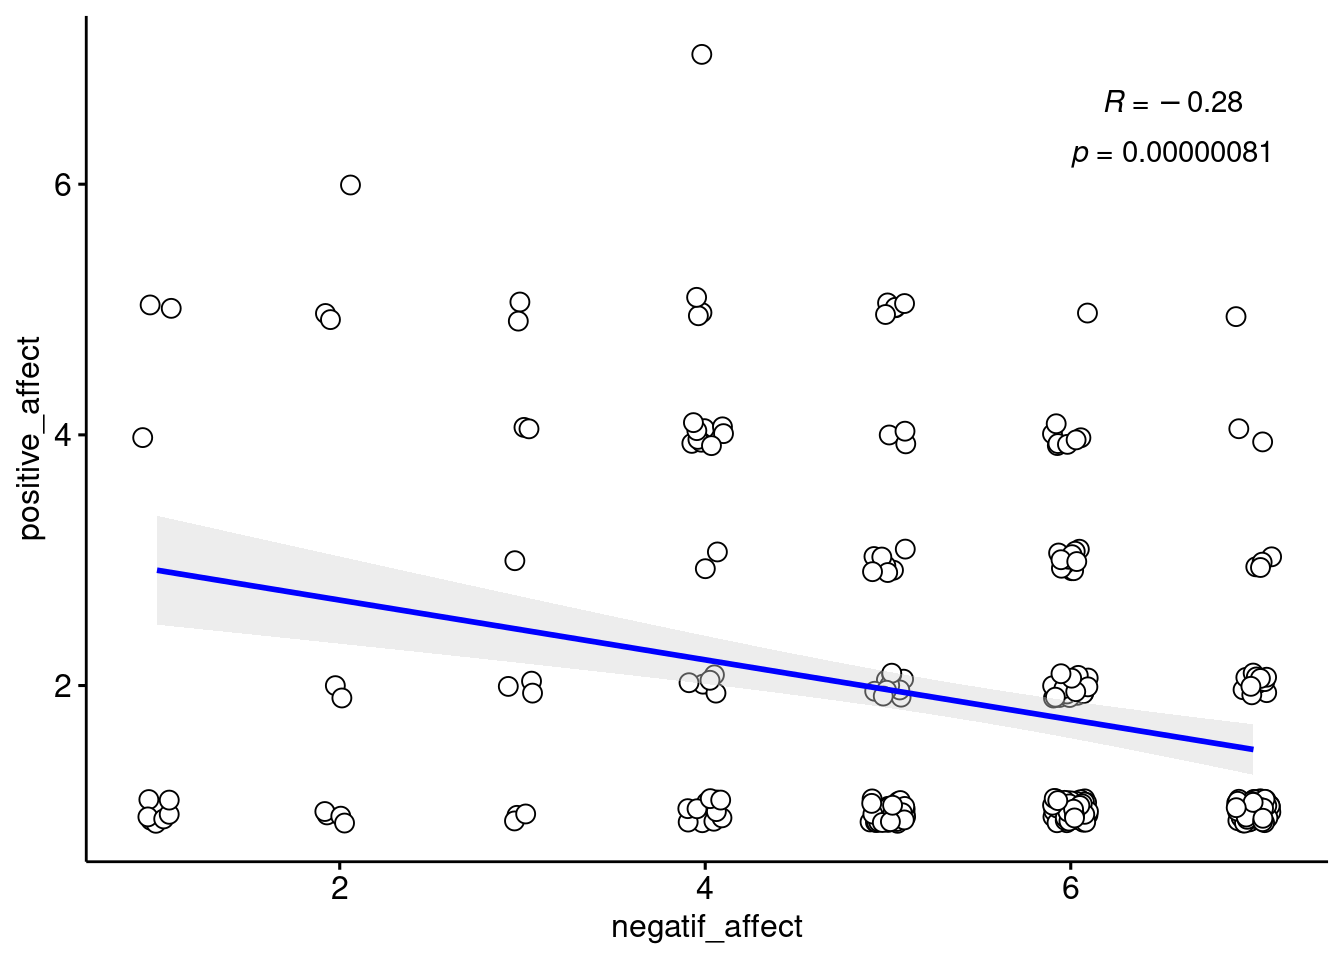 R = −0.28
p = 0.00000081
6
4
2
positive_affect
2 4 6
negatif_affect